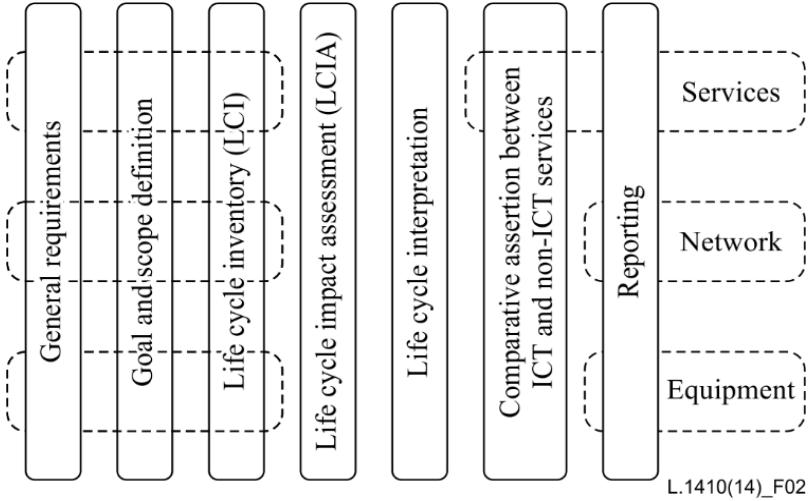 General requirements
Goal and scope definition
Life cycle inventory (LCI)
Life cycle impact assessment (LCIA)
Life cycle interpretation
Comparative assertion between
ICT and non-ICT services
Reporting
Services
Network
Equipment
L.1410(14)_F02